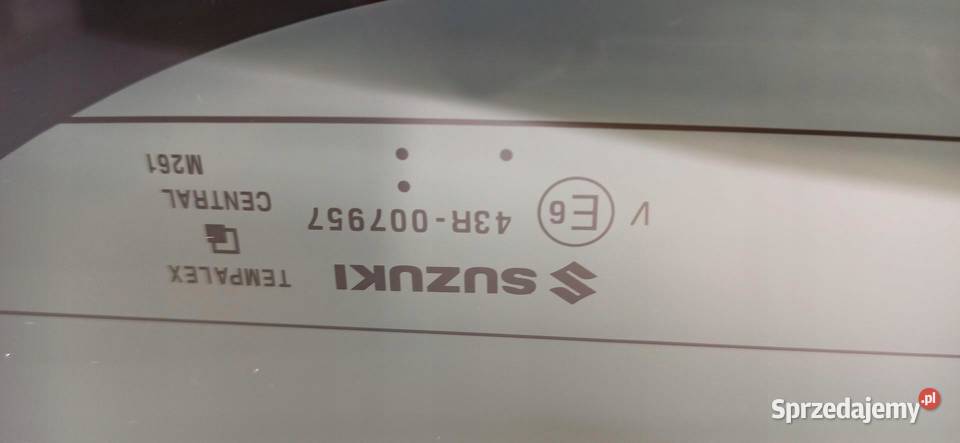 SUZUKI
V E6 43R-007957
TEMPALEX
CENTRAL
M261
Sprzedajemy.pl